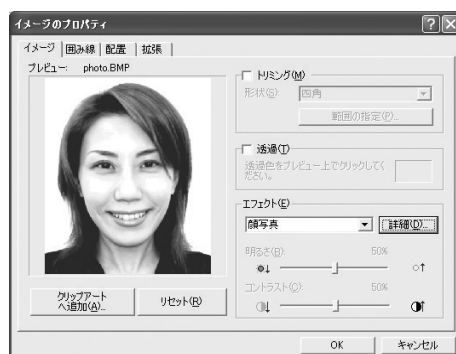 イメージのプロパティ
イメージ 囲み線 配置 拡張
プレビュー: photo.BMP
トリミング(M)
形状(S): 四角
範囲の指定(P)...
透過(T)
透過色をプレビュー上でクリックしてく
ださい。
エフェクト(E)
顔写真 詳細(D)...
明るさ(B): 50%
コントラスト(C): 50%
クリップアート
へ追加(A)...
リセット(R)
OK キャンセル